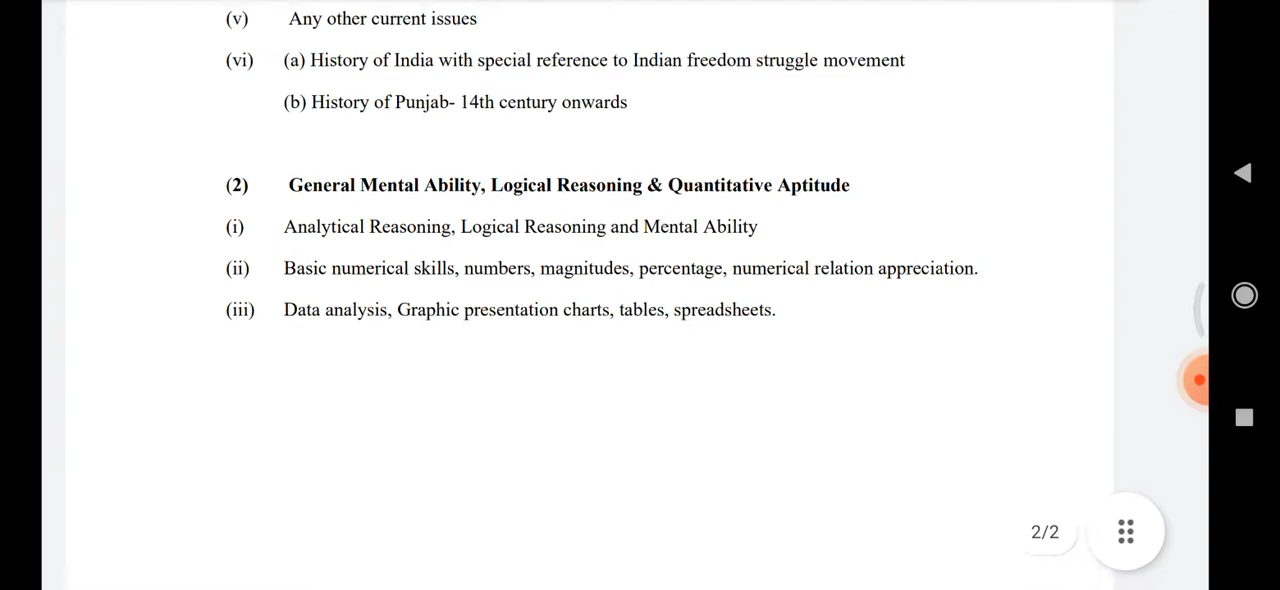 (v) Any other current issues
(vi) (a) History of India with special reference to Indian freedom struggle movement
(b) History of Punjab- 14th century onwards
(2) General Mental Ability, Logical Reasoning & Quantitative Aptitude
(i) Analytical Reasoning, Logical Reasoning and Mental Ability
(ii) Basic numerical skills, numbers, magnitudes, percentage, numerical relation appreciation.
(iii) Data analysis, Graphic presentation charts, tables, spreadsheets.
2/2